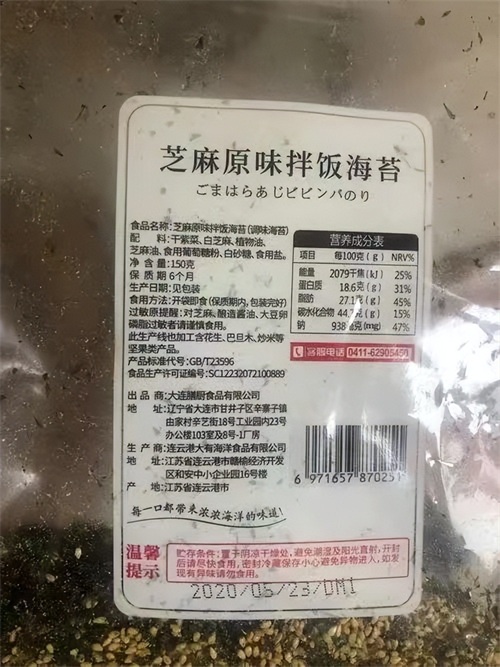 芝麻原味拌饭海苔
ごまはらあじビビンパのり
食品名称:芝麻原味拌饭海苔(调味海苔)
配 料:干紫菜、白芝麻、植物油、
芝麻油、食用葡萄糖粉、白砂糖、食用盐。
净 含 量:150克
保 质 期6个月
生产日期:见包装
食用方法:开袋即食(保质期内,包装完好)
过敏原提醒:对芝麻、酿造酱油、大豆卵
磷脂过敏者请谨慎食用。
此生产线也加工含花生、巴旦木、炒米等
坚果类产品。
产品标准代号:GB/T23596
食品生产许可证编号:SC12232072100889
营养成分表
项目 每100克(g) NRV%
能量 2079千焦(kJ) 25%
蛋白质 18.6克(g) 31%
脂肪 27.1克(g) 45%
碳水化合物 44. 克(g) 15%
钠 938毫克(mg) 47%
客服电话 0411-62905450
出 品 商:大连膳厨食品有限公司
地 址:辽宁省大连市甘井子区辛寨子镇
由家村辛艺街18号工业园内23号
办公楼103室及8号-1厂房
生 产 商:连云港大有海洋食品有限公司
地 址:江苏省连云港市赣榆经济开发
区和安中小企业园16号楼
产 地:江苏省连云港市
6 971657 870251
每一口都带来浓浓海洋的味道!
温馨
提示
贮存条件:置于阴凉干燥处,避免潮湿及阳光直射,开封
后请尽快食用,密封冷藏保存小心避免异物进入,如发
现有异味请勿食用。
2020/06/23/DM1